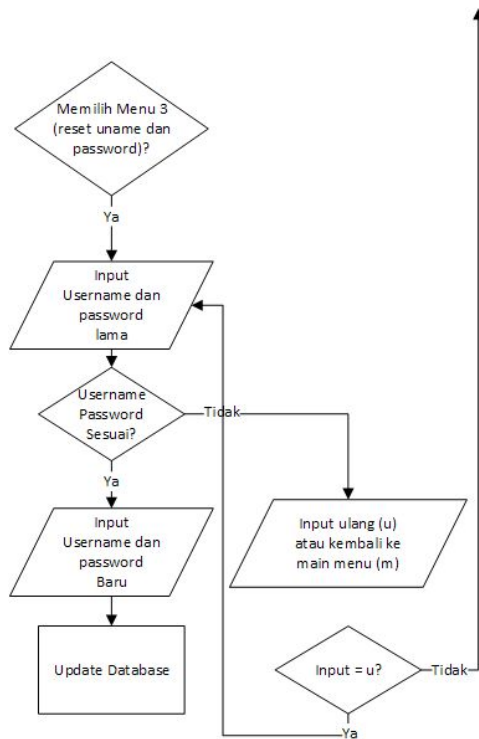 Memilih Menu 3
(reset uname dan
password)?
Ya
Input
Username dan
password
lama
Username
Password
Sesuai?
Tidak
Ya
Input
Username dan
password
Baru
Input ulang (u)
atau kembali ke
main menu (m)
Update Database
Input = u?
Tidak
Ya